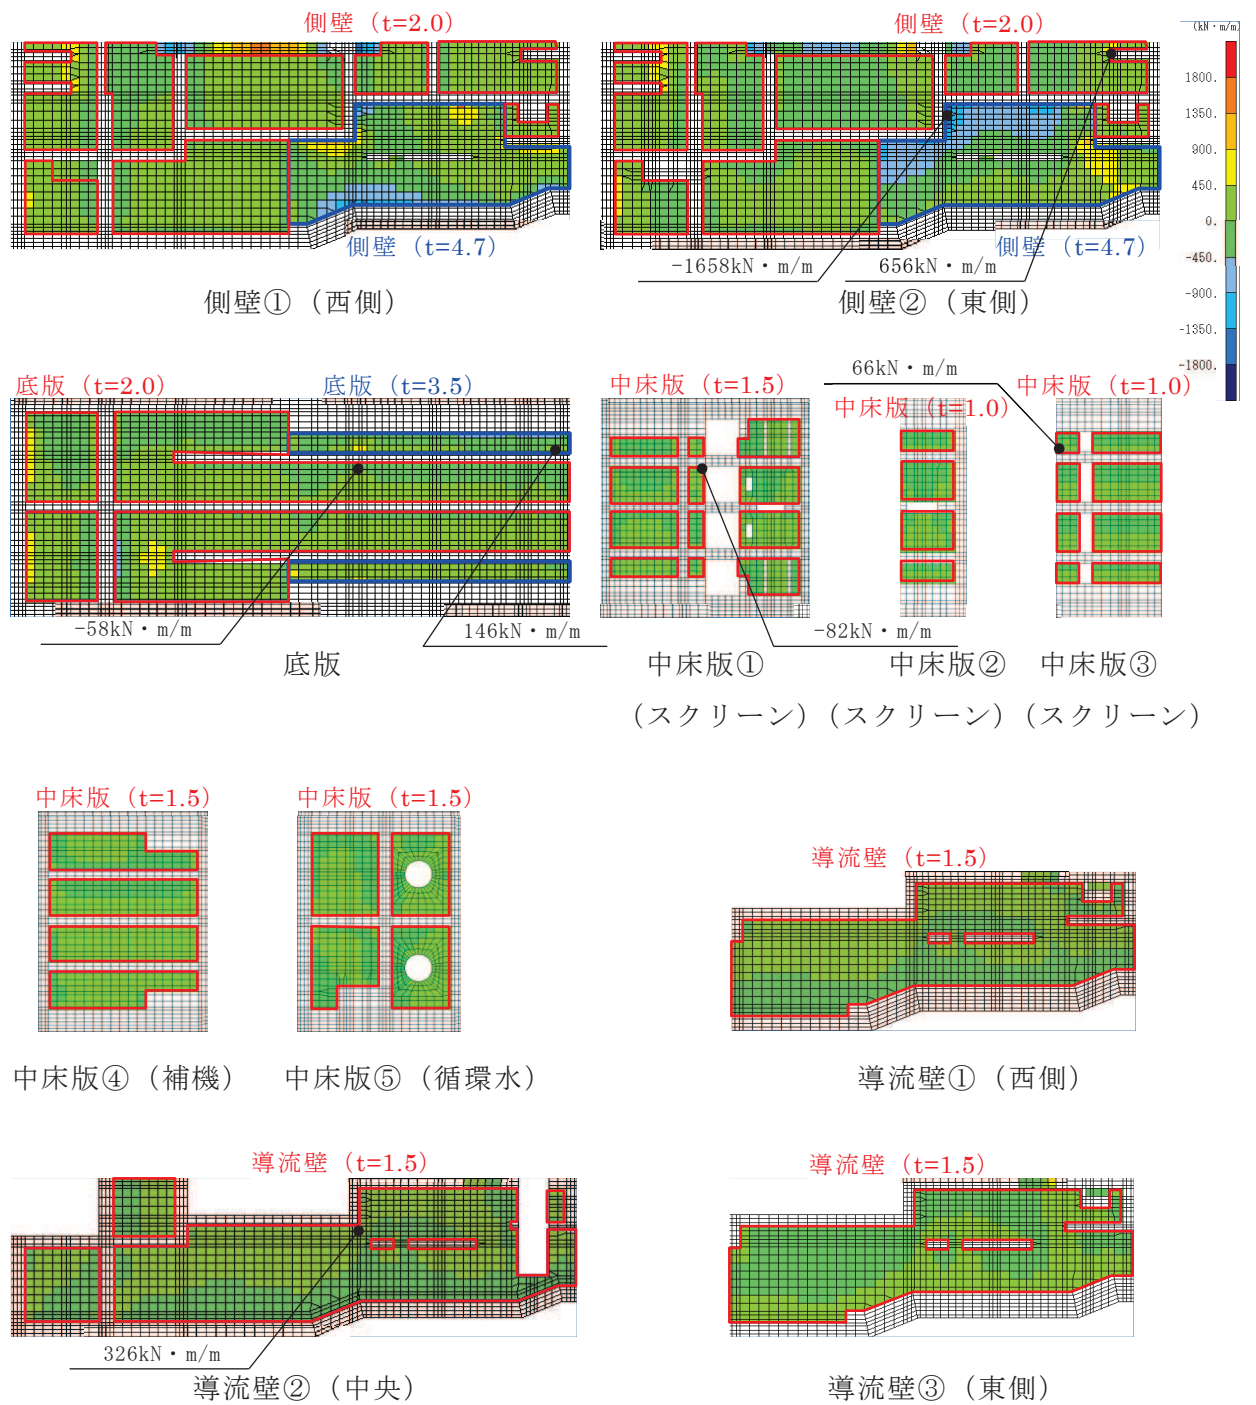 側壁（t=2.0）
側壁（t=2.0）
(kN・m/m)
1800.
1350.
900.
450.
0.
-450.
-900.
-1350.
-1800.
側壁（t=4.7）
側壁（t=4.7）
-1658kN・m/m
656kN・m/m
側壁①（西側）
側壁②（東側）
66kN・m/m
底版（t=2.0）
底版（t=3.5）
中床版（t=1.5）
中床版（t=1.0）
中床版（t=1.0）
-58kN・m/m
146kN・m/m
-82kN・m/m
底版
中床版①
（スクリーン）
中床版②
（スクリーン）
中床版③
（スクリーン）
中床版（t=1.5）
中床版（t=1.5）
導流壁（t=1.5）
中床版④（補機）
中床版⑤（循環水）
導流壁①（西側）
導流壁（t=1.5）
導流壁（t=1.5）
326kN・m/m
導流壁②（中央）
導流壁③（東側）